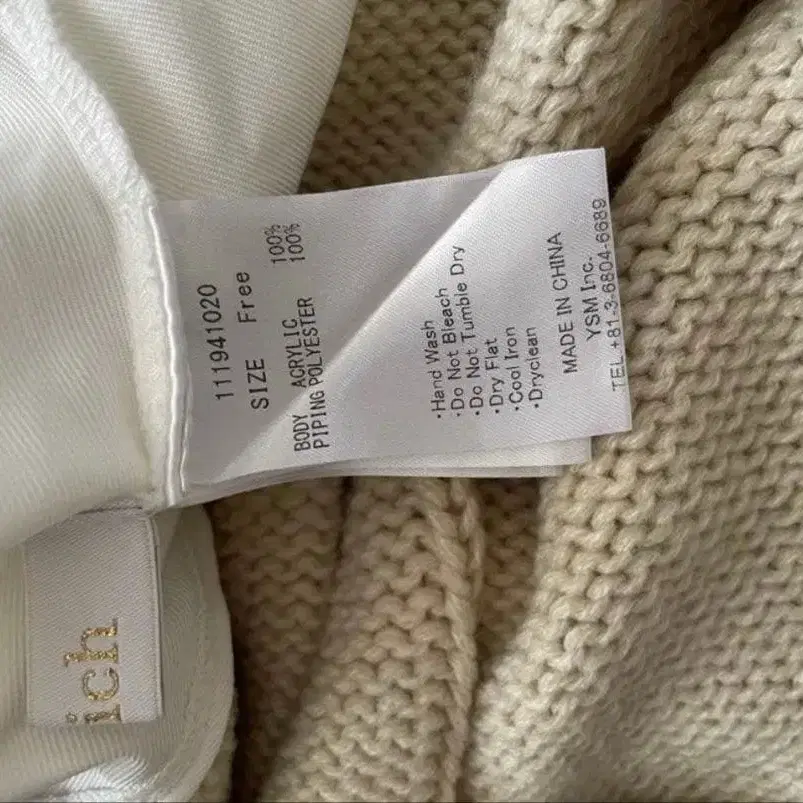 111941020
SIZE Free
BODY ACRYLIC 100%
PIPING POLYESTER 100%
・Hand Wash
・Do Not Bleach
・Do Not Tumble Dry
・Dry Flat
・Cool Iron
・Dryclean
MADE IN CHINA
YSM Inc.
TEL +81-3-6804-6689
ich